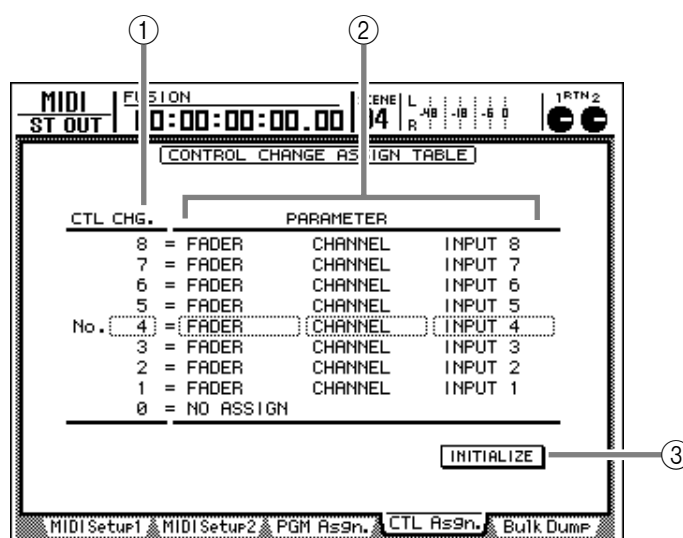 ① ②
MIDI FUSION SCENE L -48 -18 -6 0 1 RTN 2
ST OUT 00:00:00:00.00 04 R
CONTROL CHANGE ASSIGN TABLE
CTL CHG. PARAMETER
8 = FADER CHANNEL INPUT 8
7 = FADER CHANNEL INPUT 7
6 = FADER CHANNEL INPUT 6
5 = FADER CHANNEL INPUT 5
No. 4 = FADER CHANNEL INPUT 4
3 = FADER CHANNEL INPUT 3
2 = FADER CHANNEL INPUT 2
1 = FADER CHANNEL INPUT 1
0 = NO ASSIGN
INITIALIZE ③
MIDI Setup1 MIDI Setup2 PGM Asgn. CTL Asgn. Bulk Dump